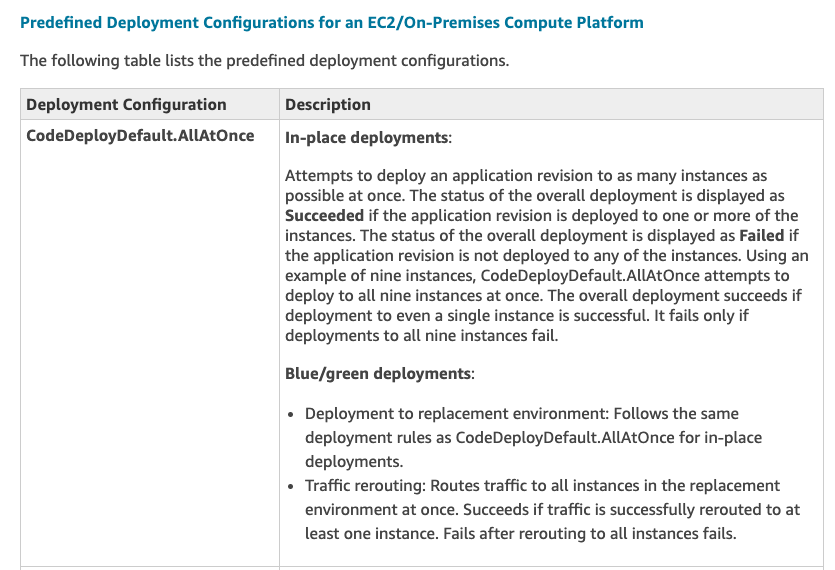 Predefined Deployment Configurations for an EC2/On-Premises Compute Platform
The following table lists the predefined deployment configurations.
Deployment Configuration
Description
CodeDeployDefault.AllAtOnce
In-place deployments:
Attempts to deploy an application revision to as many instances as
possible at once. The status of the overall deployment is displayed as
Succeeded if the application revision is deployed to one or more of the
instances. The status of the overall deployment is displayed as Failed if
the application revision is not deployed to any of the instances. Using an
example of nine instances, CodeDeployDefault.AllAtOnce attempts to
deploy to all nine instances at once. The overall deployment succeeds if
deployment to even a single instance is successful. It fails only if
deployments to all nine instances fail.
Blue/green deployments:
• Deployment to replacement environment: Follows the same
deployment rules as CodeDeployDefault.AllAtOnce for in-place
deployments.
• Traffic rerouting: Routes traffic to all instances in the replacement
environment at once. Succeeds if traffic is successfully rerouted to at
least one instance. Fails after rerouting to all instances fails.